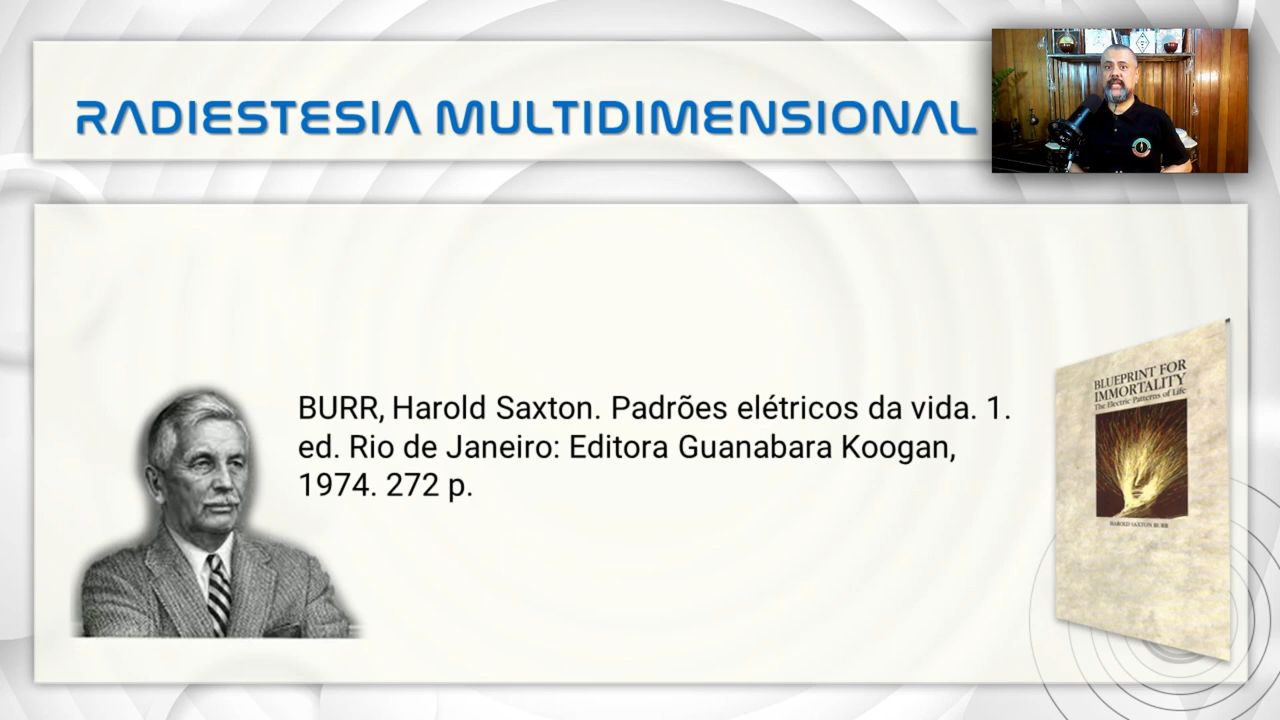 RADIESTESIA MULTIDIMENSIONAL
BURR, Harold Saxton. Padrões elétricos da vida. 1.
ed. Rio de Janeiro: Editora Guanabara Koogan,
1974. 272 p.
BLUEPRINT FOR
IMMORTALITY
The Electric Patterns of Life
HAROLD SAXTON BURR